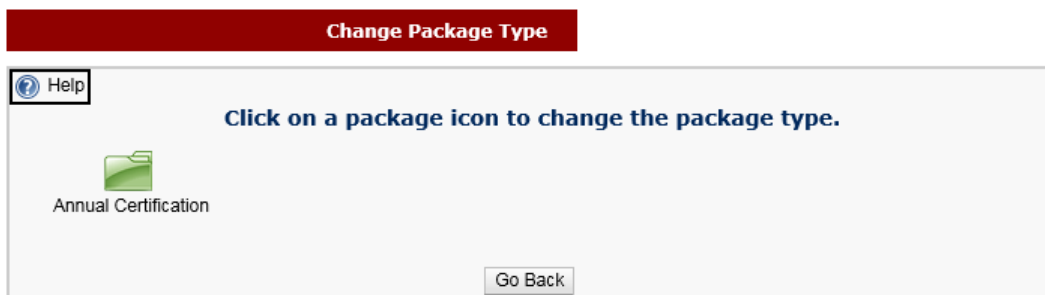 Change Package Type
Help
Click on a package icon to change the package type.
Annual Certification
Go Back